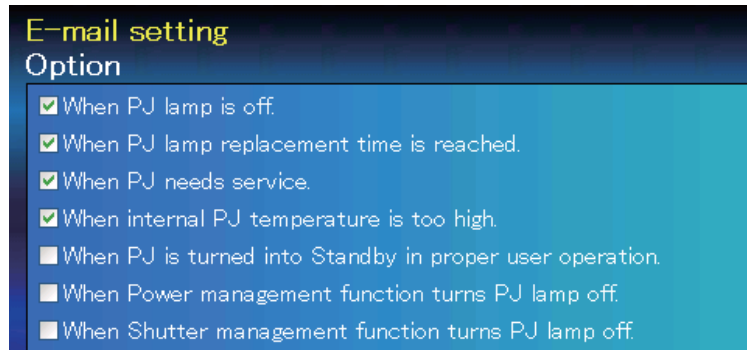 E-mail setting
Option
When PJ lamp is off.
When PJ lamp replacement time is reached.
When PJ needs service.
When internal PJ temperature is too high.
When PJ is turned into Standby in proper user operation.
When Power management function turns PJ lamp off.
When Shutter management function turns PJ lamp off.